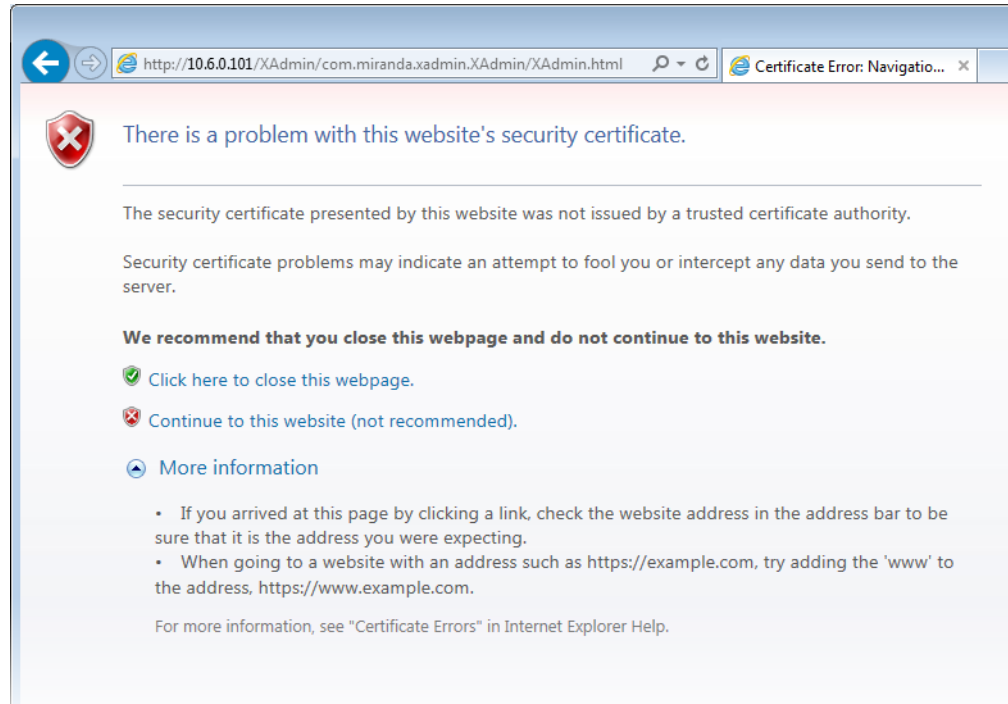 http://10.6.0.101/XAdmin/com.miranda.xadmin.XAdmin/XAdmin.html
Certificate Error: Navigatio...
There is a problem with this website's security certificate.
The security certificate presented by this website was not issued by a trusted certificate authority.
Security certificate problems may indicate an attempt to fool you or intercept any data you send to the
server.
We recommend that you close this webpage and do not continue to this website.
Click here to close this webpage.
Continue to this website (not recommended).
More information
• If you arrived at this page by clicking a link, check the website address in the address bar to be
sure that it is the address you were expecting.
• When going to a website with an address such as https://example.com, try adding the 'www' to
the address, https://www.example.com.
For more information, see "Certificate Errors" in Internet Explorer Help.